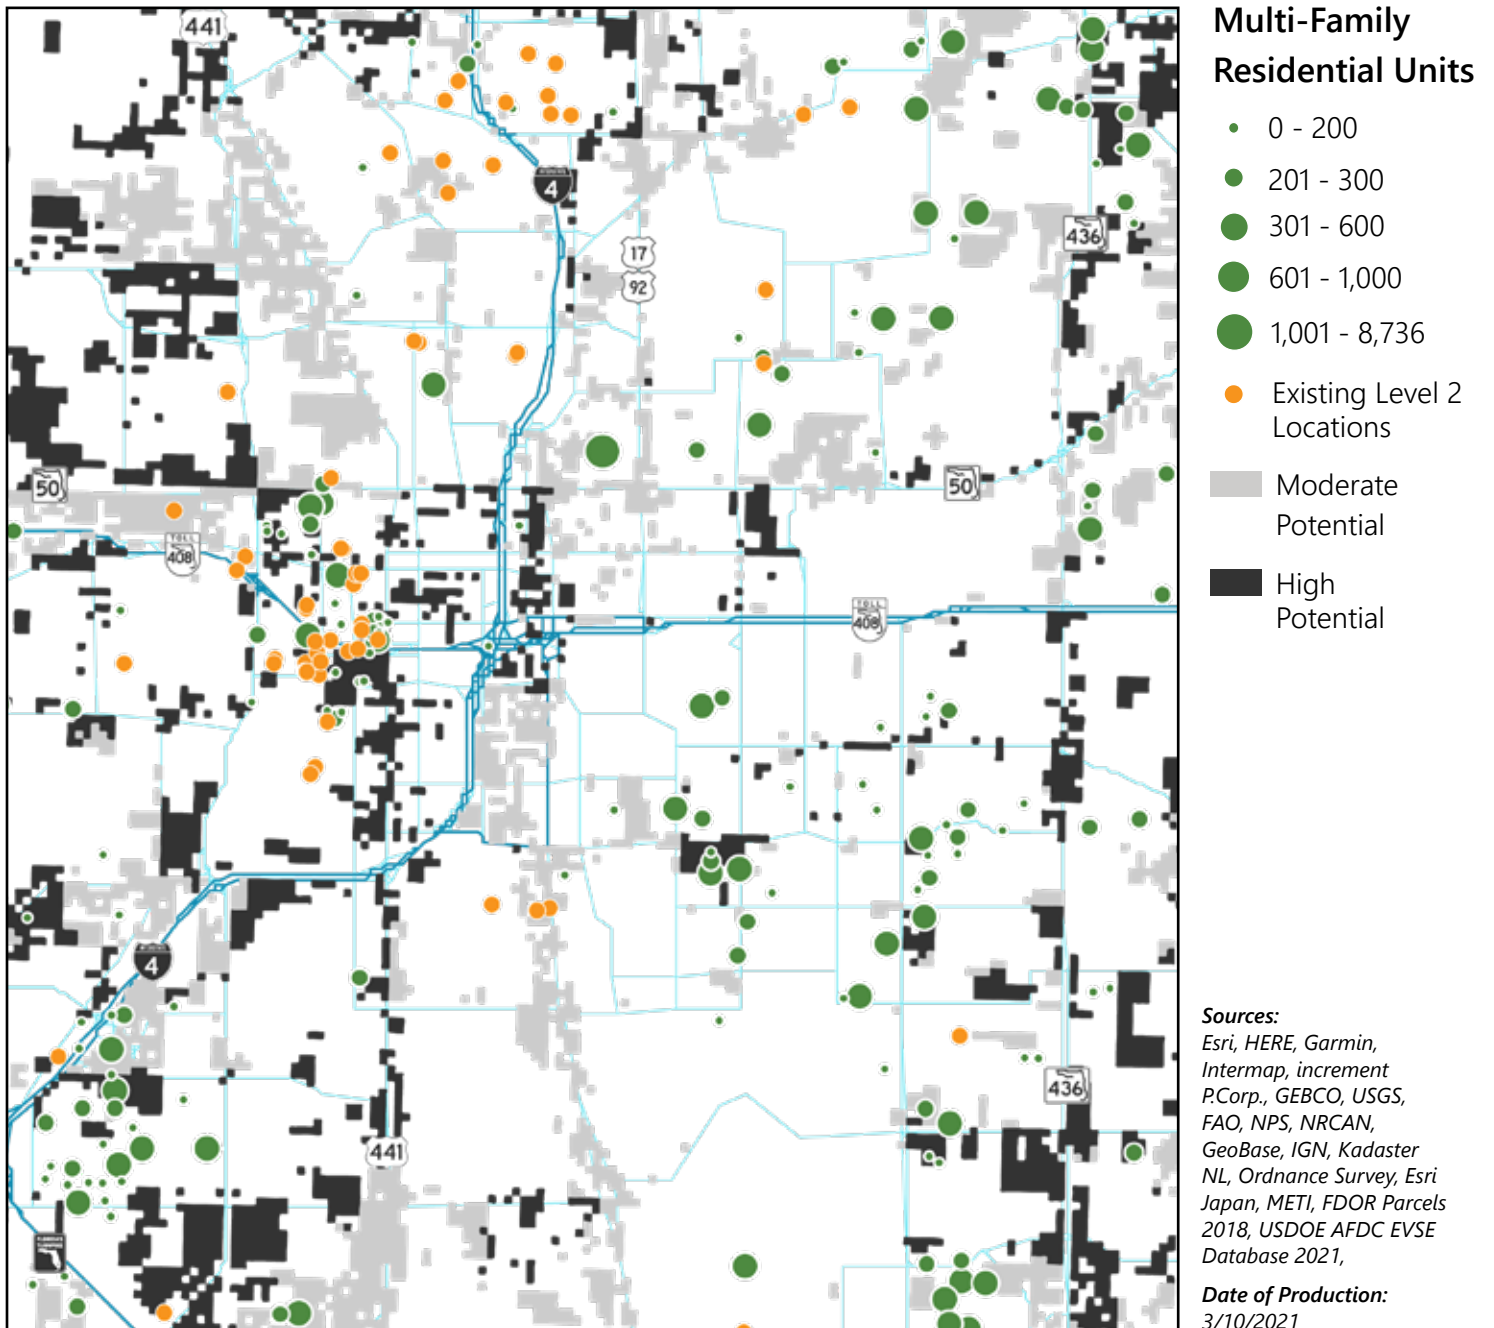 441
4
17
92
436
50
50
TOLL
408
TOLL
408
4
436
441
Multi-Family
Residential Units
0 - 200
201 - 300
301 - 600
601 - 1,000
1,001 - 8,736
Existing Level 2
Locations
Moderate
Potential
High
Potential
Sources:
Esri, HERE, Garmin,
Intermap, increment
P.Corp., GEBCO, USGS,
FAO, NPS, NRCAN,
GeoBase, IGN, Kadaster
NL, Ordnance Survey, Esri
Japan, METI, FDOR Parcels
2018, USDOE AFDC EVSE
Database 2021,
Date of Production:
3/10/2021